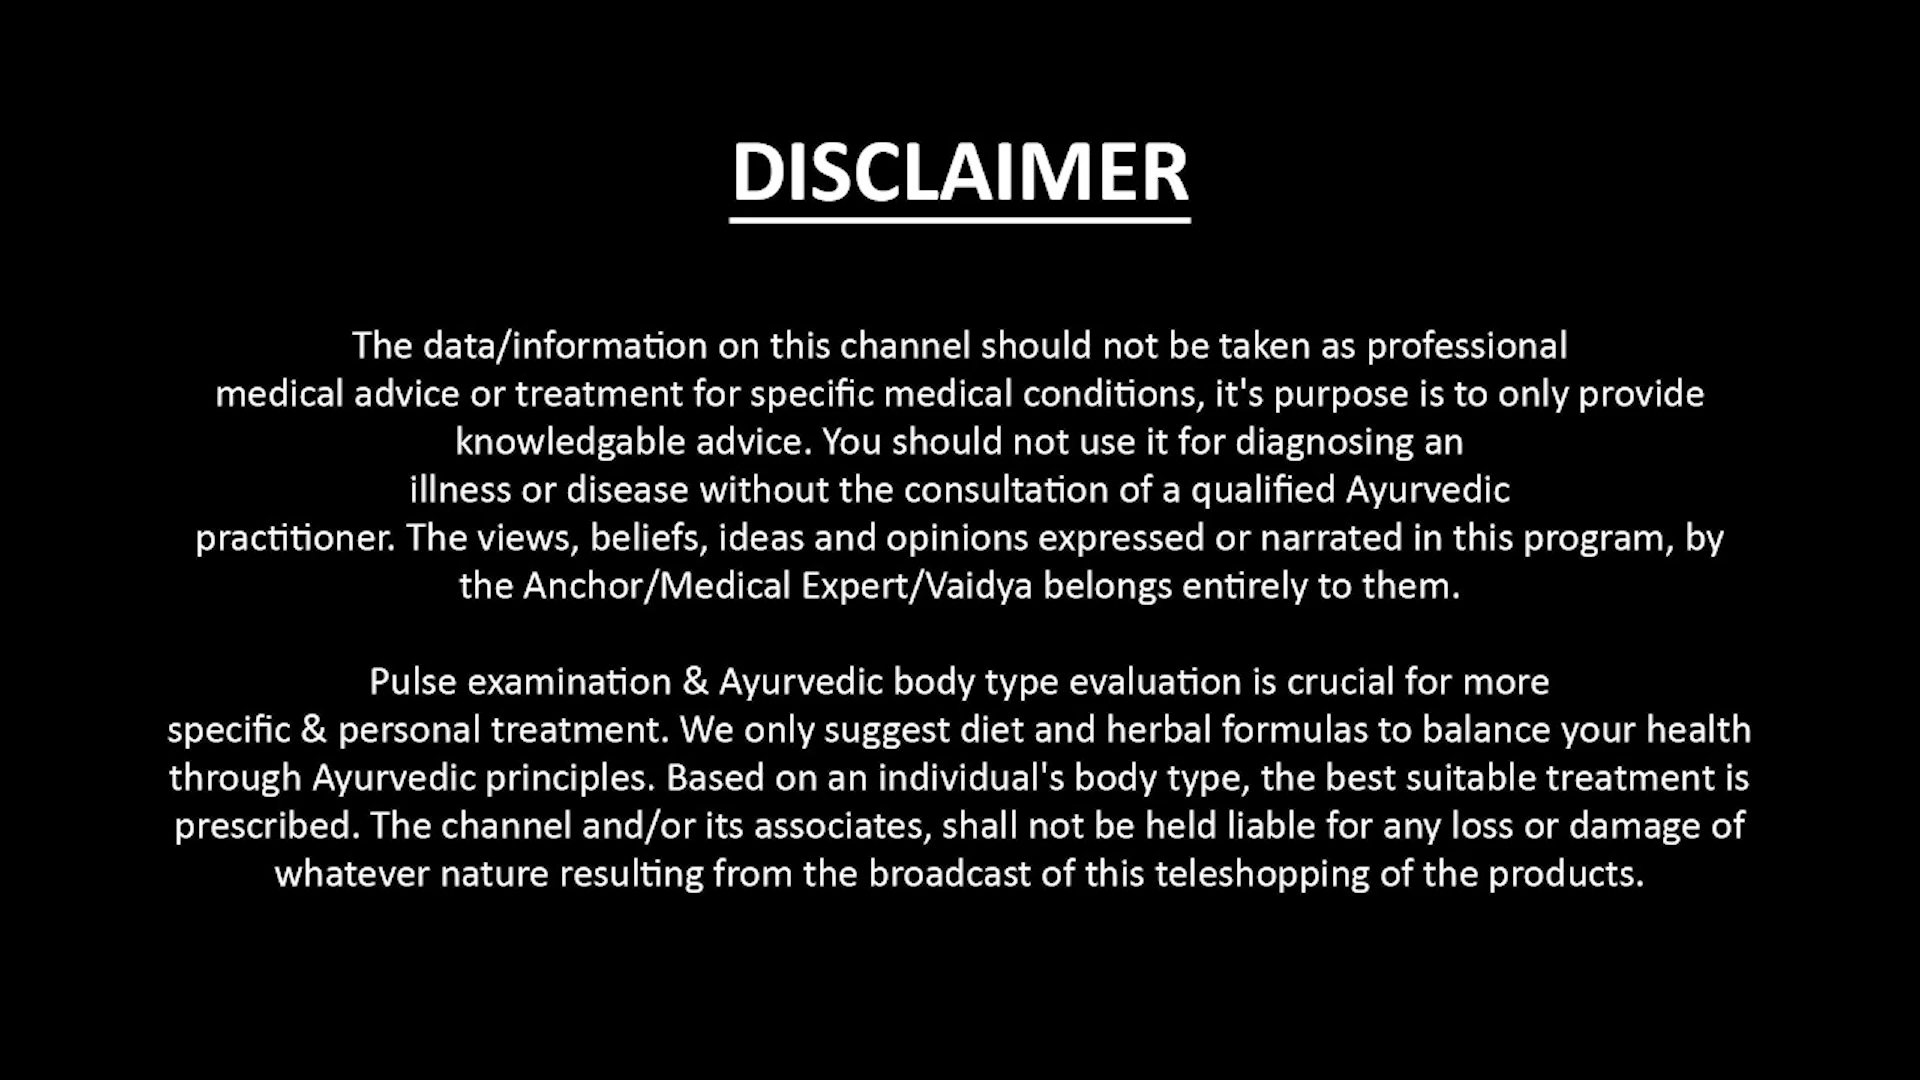 DISCLAIMER
The data/information on this channel should not be taken as professional
medical advice or treatment for specific medical conditions, it's purpose is to only provide
knowledgable advice. You should not use it for diagnosing an
illness or disease without the consultation of a qualified Ayurvedic
practitioner. The views, beliefs, ideas and opinions expressed or narrated in this program, by
the Anchor/Medical Expert/Vaidya belongs entirely to them.
Pulse examination & Ayurvedic body type evaluation is crucial for more
specific & personal treatment. We only suggest diet and herbal formulas to balance your health
through Ayurvedic principles. Based on an individual's body type, the best suitable treatment is
prescribed. The channel and/or its associates, shall not be held liable for any loss or damage of
whatever nature resulting from the broadcast of this teleshopping of the products.